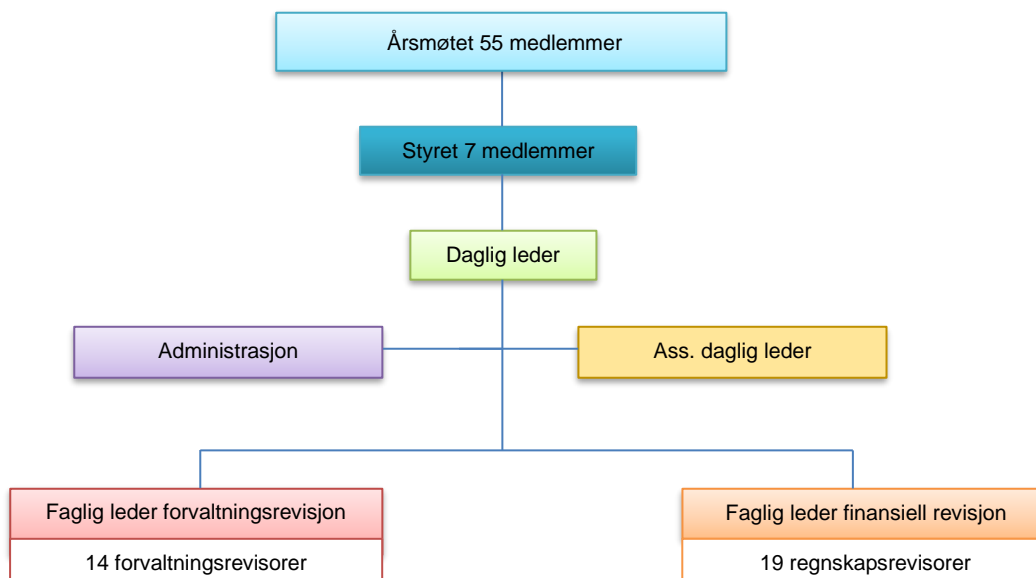 Årsmøtet 55 medlemmer
Styret 7 medlemmer
Daglig leder
Administrasjon
Ass. daglig leder
Faglig leder forvaltningsrevisjon
14 forvaltningsrevisorer
Faglig leder finansiell revisjon
19 regnskapsrevisorer